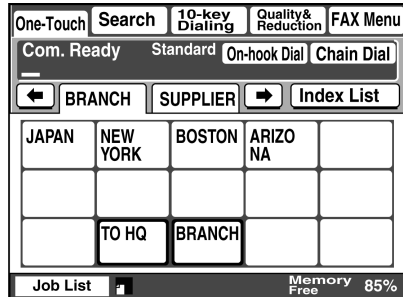 One-Touch Search 10-key Dialing Quality& Reduction FAX Menu
Com. Ready Standard On-hook Dial Chain Dial
BRANCH SUPPLIER Index List
JAPAN NEW YORK BOSTON ARIZO NA
TO HQ BRANCH
Job List Memory Free 85%